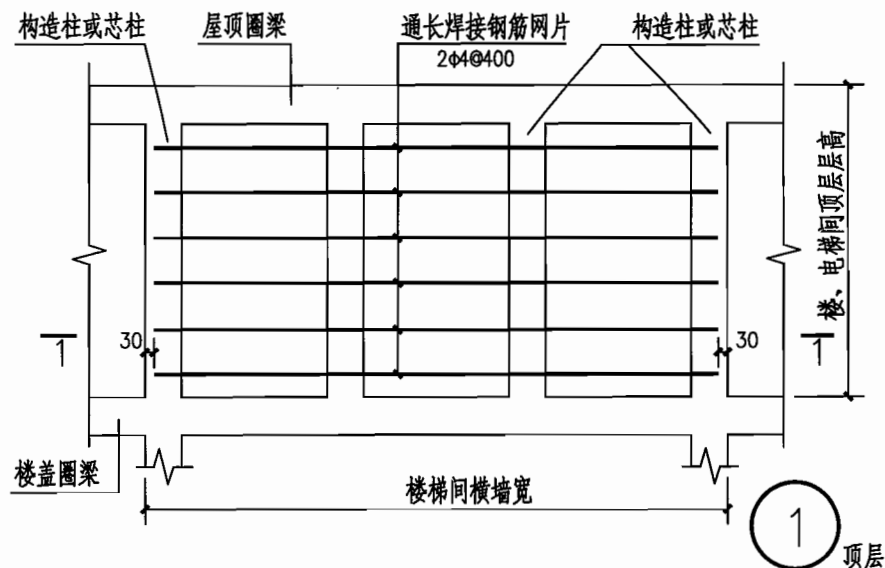 构造柱或芯柱
屋顶圈梁
通长焊接钢筋网片
2ϕ4@400
构造柱或芯柱
楼、电梯间顶层层高
1
30
30
1
楼盖圈梁
楼梯间横墙宽
1
顶层